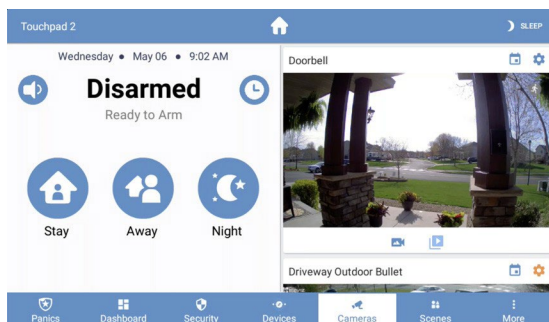 Touchpad 2
SLEEP
Wednesday • May 06 • 9:02 AM
Disarmed
Ready to Arm
Stay
Away
Night
Doorbell
Driveway Outdoor Bullet
Panics
Dashboard
Security
Devices
Cameras
Scenes
More